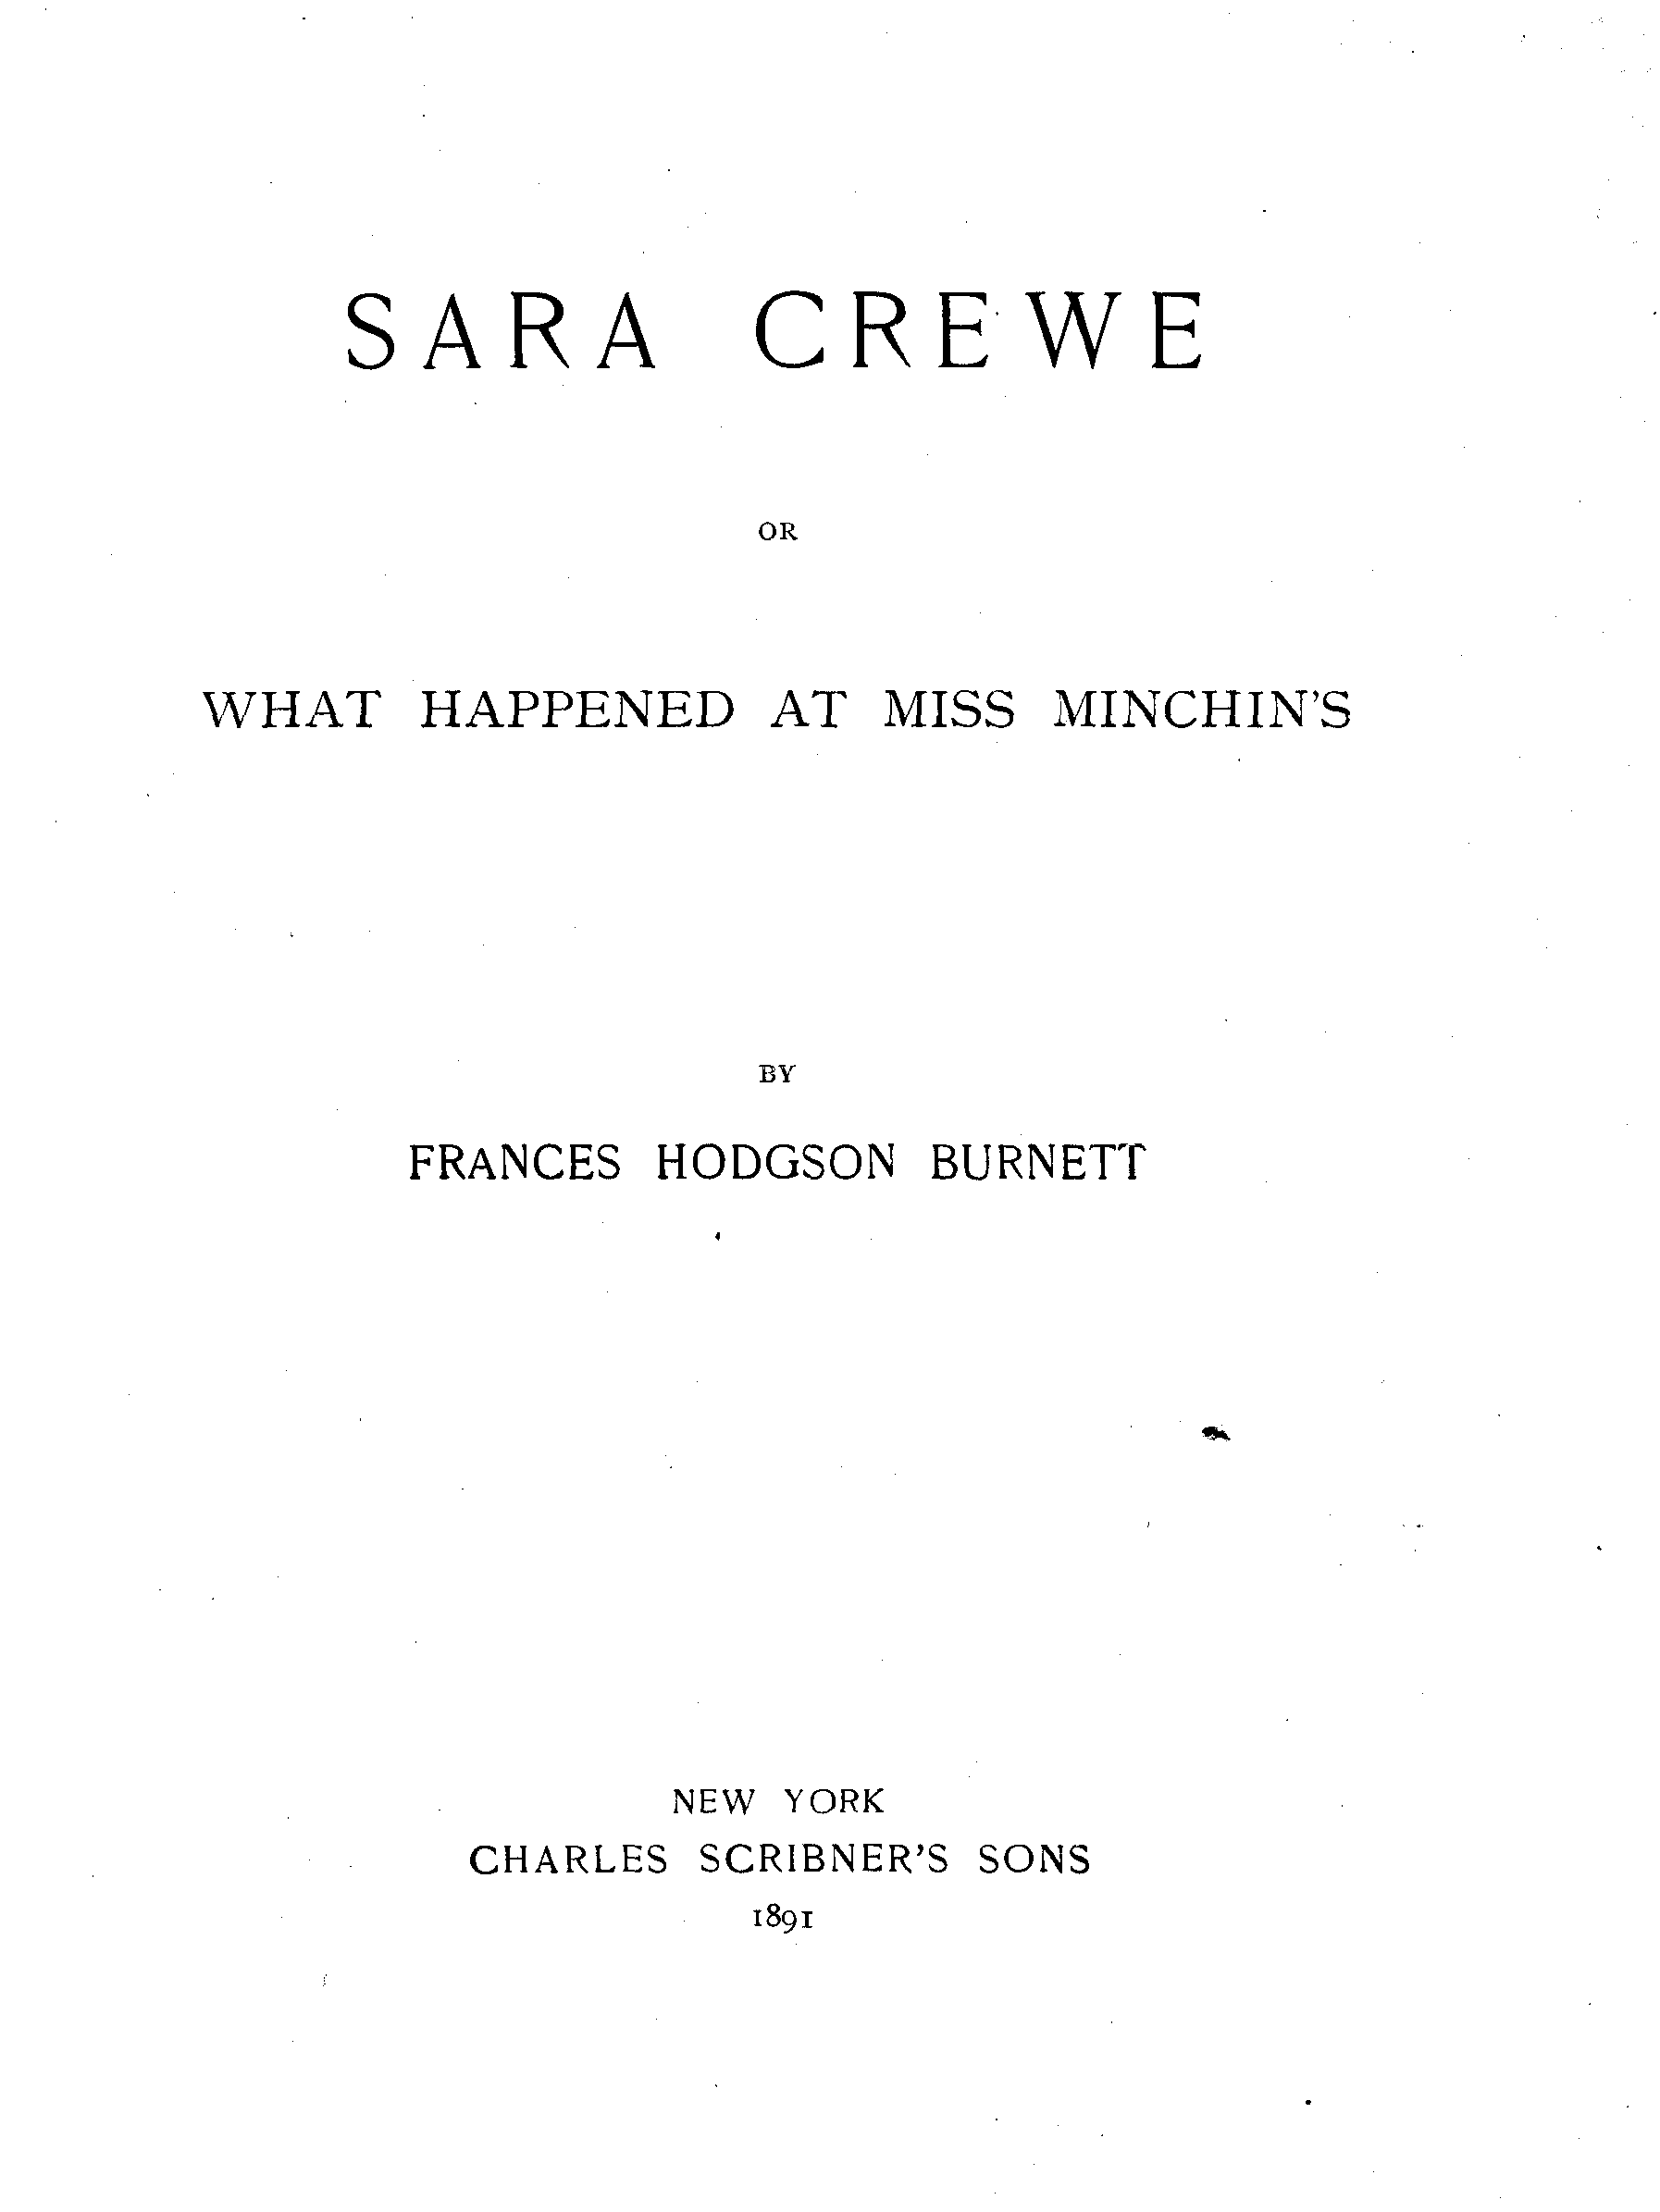 SARA CREWE
OR
WHAT HAPPENED AT MISS MINCHIN'S
BY
FRANCES HODGSON BURNETT
NEW YORK
CHARLES SCRIBNER'S SONS
1891